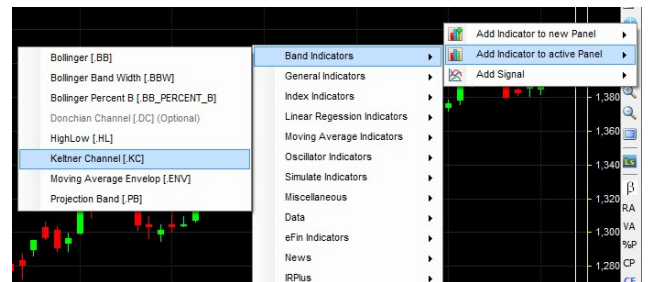 Add Indicator to new Panel
Add Indicator to active Panel
Add Signal
Band Indicators
General Indicators
Index Indicators
Linear Regression Indicators
Moving Average Indicators
Oscillator Indicators
Simulate Indicators
Miscellaneous
Data
eFin Indicators
News
IRPlus
Bollinger [.BB]
Bollinger Band Width [.BBW]
Bollinger Percent B [.BB_PERCENT_B]
Donchian Channel [.DC] (Optional)
HighLow [.HL]
Keltner Channel [.KC]
Moving Average Envelop [.ENV]
Projection Band [.PB]
1,380
1,360
1,340
1,320
1,300
1,280
Ls
β
RA
VA
%P
CP
CF